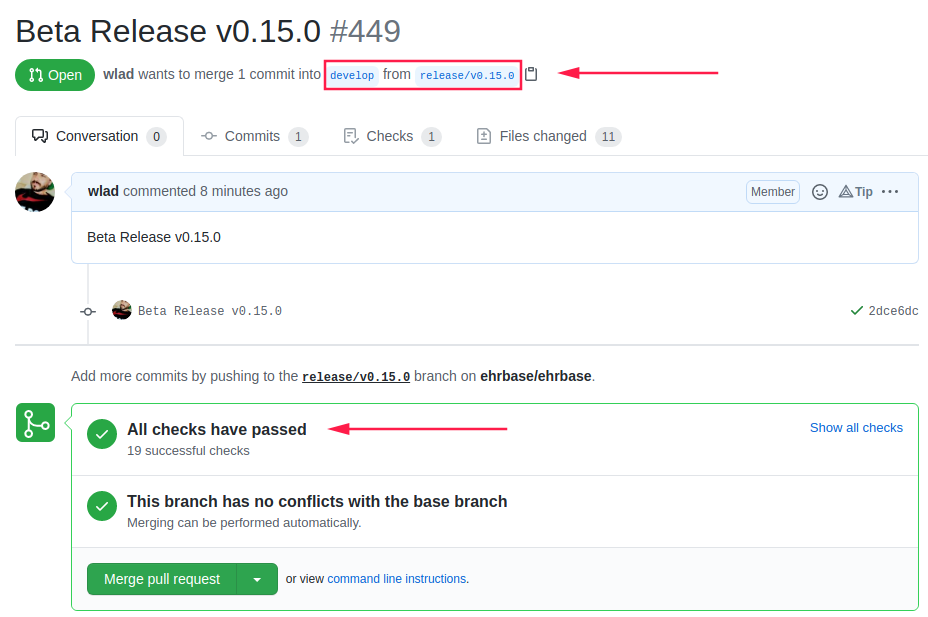 Beta Release v0.15.0 #449
Open wlad wants to merge 1 commit into develop from release/v0.15.0
Conversation 0 Commits 1 Checks 1 Files changed 11
wlad commented 8 minutes ago Member Tip
Beta Release v0.15.0
Beta Release v0.15.0 2dce6dc
Add more commits by pushing to the release/v0.15.0 branch on ehrbase/ehrbase.
All checks have passed Show all checks
19 successful checks
This branch has no conflicts with the base branch
Merging can be performed automatically.
Merge pull request or view command line instructions.